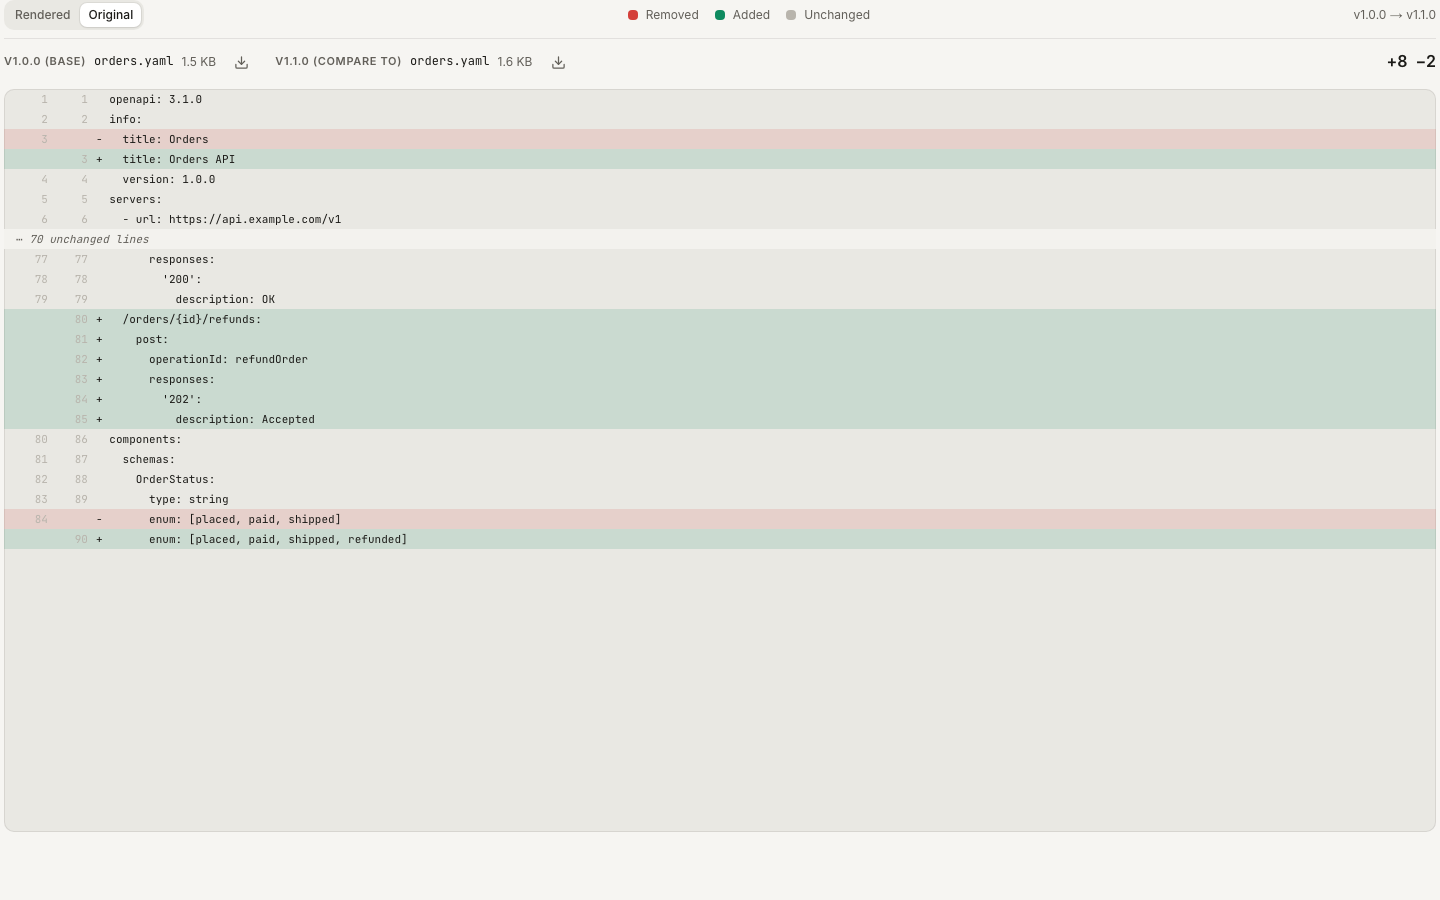 Rendered Original Removed Added Unchanged v1.0.0 → v1.1.0
V1.0.0 (BASE) orders.yaml 1.5 KB V1.1.0 (COMPARE TO) orders.yaml 1.6 KB +8 −2
1 1 openapi: 3.1.0
2 2 info:
3 - title: Orders
3 + title: Orders API
4 4 version: 1.0.0
5 5 servers:
6 6 - url: https://api.example.com/v1
⋯ 70 unchanged lines
77 77 responses:
78 78 '200':
79 79 description: OK
80 + /orders/{id}/refunds:
81 + post:
82 + operationId: refundOrder
83 + responses:
84 + '202':
85 + description: Accepted
80 86 components:
81 87 schemas:
82 88 OrderStatus:
83 89 type: string
84 - enum: [placed, paid, shipped]
90 + enum: [placed, paid, shipped, refunded]